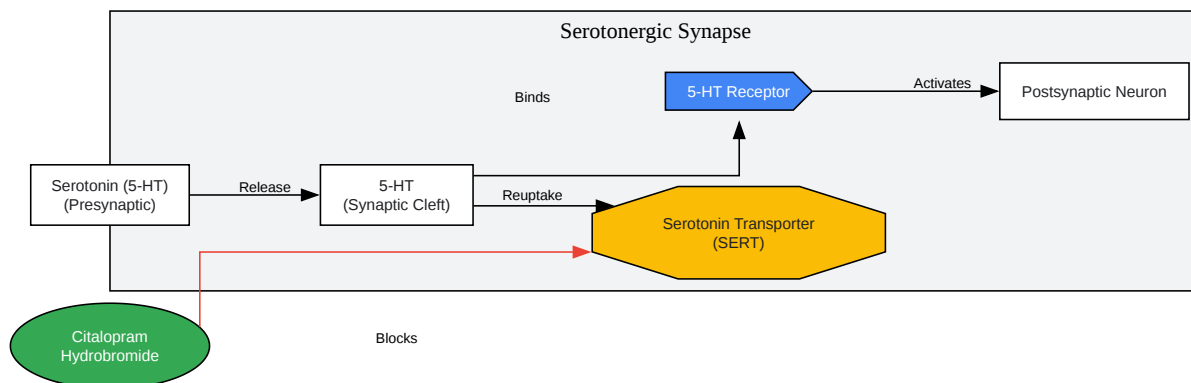 Serotonergic Synapse
5-HT Receptor
Activates
Postsynaptic Neuron
Binds
Serotonin (5-HT)
(Presynaptic)
Release
5-HT
(Synaptic Cleft)
Reuptake
Serotonin Transporter
(SERT)
Citalopram
Hydrobromide
Blocks